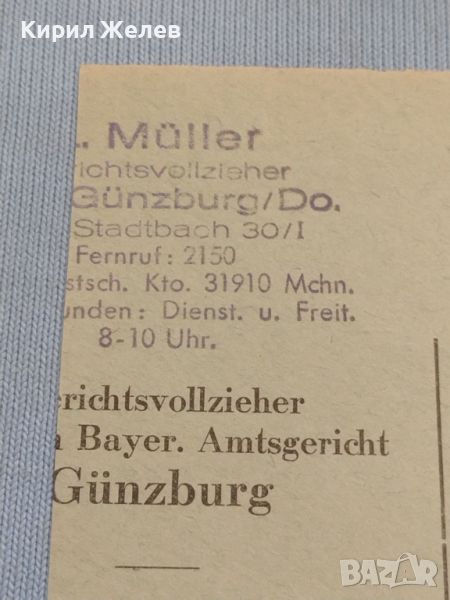 Кирил Желев
. Müller
richtsvollzieher
Günzburg/Do.
Stadtbach 30/I
Fernruf: 2150
stsch. Kto. 31910 Mchn.
unden: Dienst. u. Freit.
8-10 Uhr.
erichtsvollzieher
Bayer. Amtsgericht
Günzburg
BAZAR